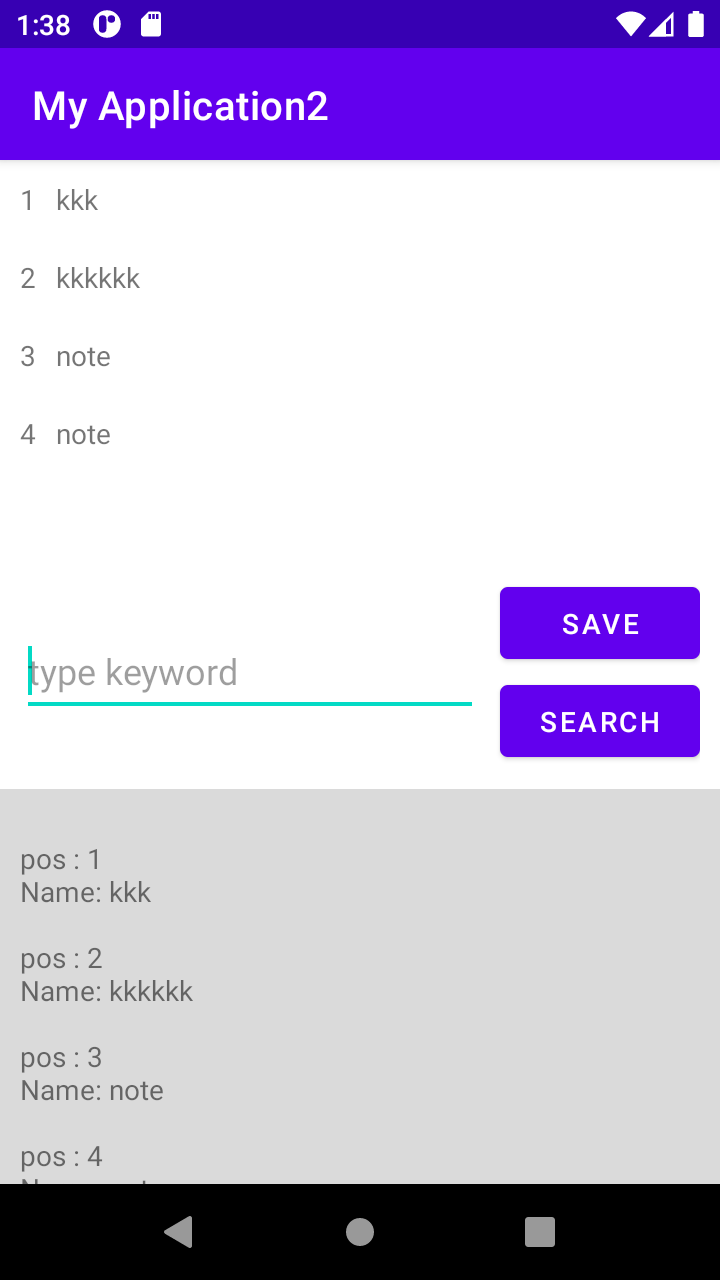 1:38
My Application2
1 kkk
2 kkkkkk
3 note
4 note
SAVE
type keyword
SEARCH
pos : 1
Name: kkk
pos : 2
Name: kkkkkk
pos : 3
Name: note
pos : 4